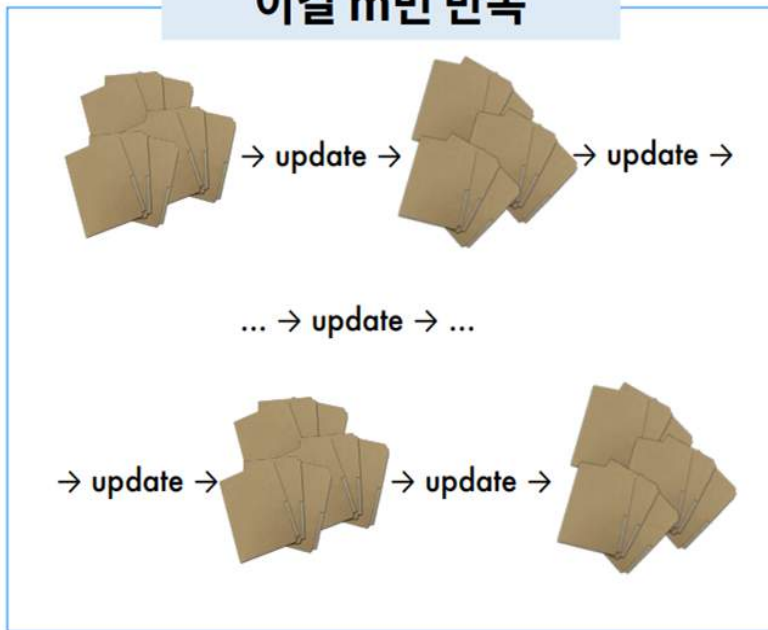 이걸 m번 반복
→ update → → update →
... → update → ...
→ update → → update →